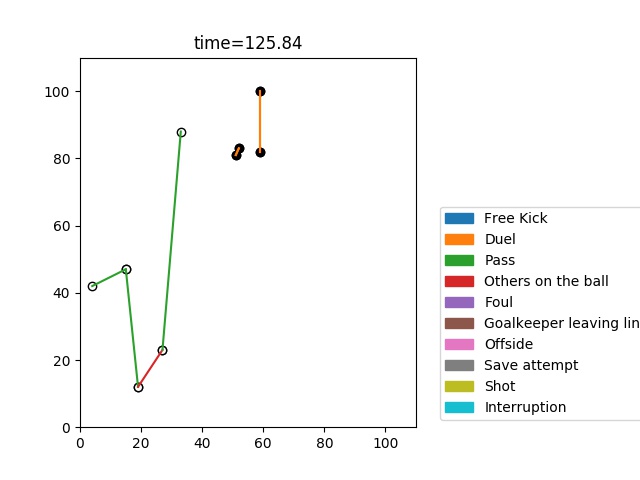 time=125.84
100
80
60
40
20
0
0 20 40 60 80 100
Free Kick
Duel
Pass
Others on the ball
Foul
Goalkeeper leaving lin
Offside
Save attempt
Shot
Interruption